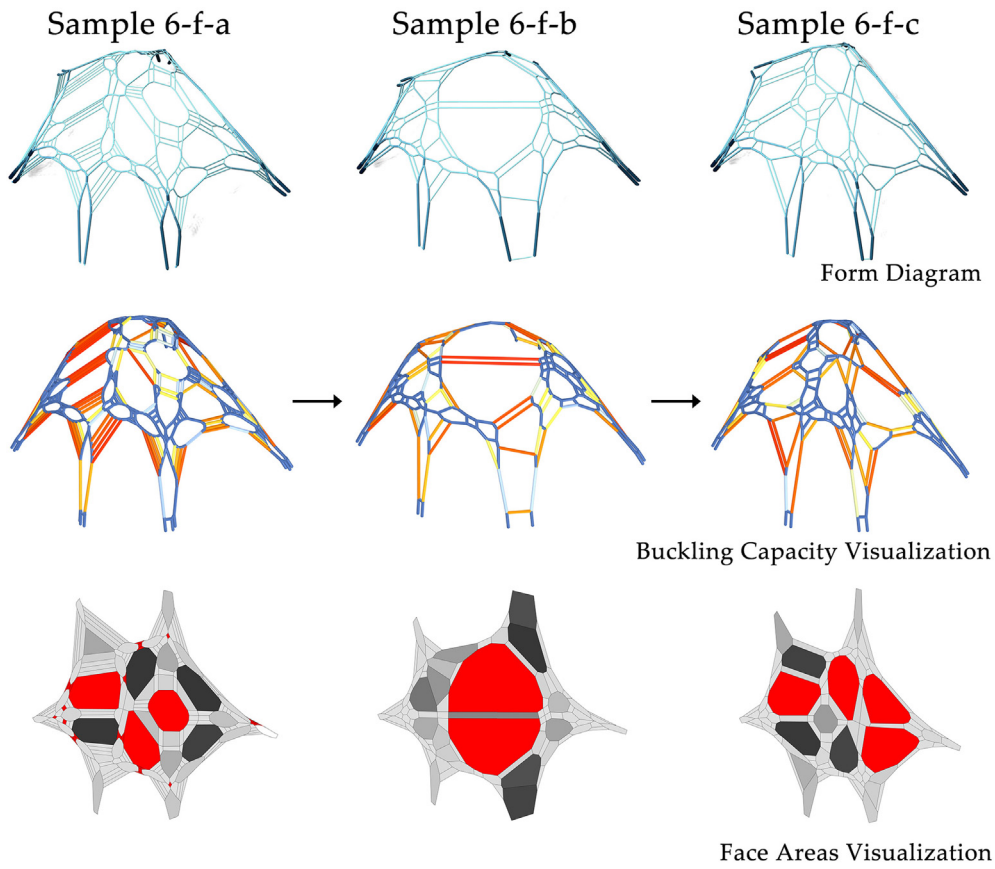 Sample 6-f-a
Sample 6-f-b
Sample 6-f-c
Form Diagram
Buckling Capacity Visualization
Face Areas Visualization